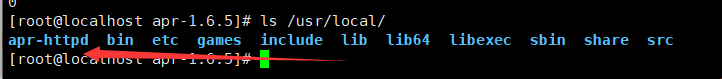 0
[root@localhost apr-1.6.5]# ls /usr/local/
apr-httpd bin etc games include lib lib64 libexec sbin share src
[root@localhost apr-1.6.5]#